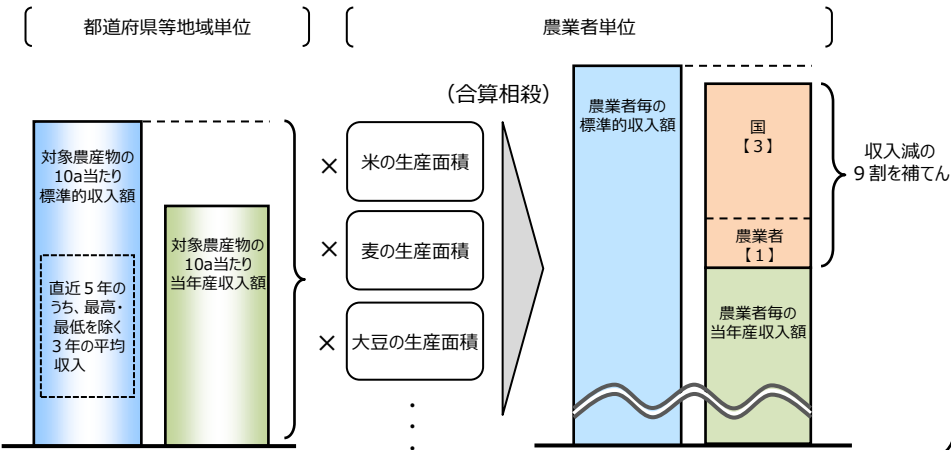 都道府県等地域単位
農業者単位
対象農産物の
10a当たり
標準的収入額
直近５年の
うち、最高・
最低を除く
３年の平均
収入
対象農産物の
10a当たり
当年産収入額
×
米の生産面積
×
麦の生産面積
×
大豆の生産面積
・
・
・
（合算相殺）
農業者毎の
標準的収入額
国
【３】
農業者
【１】
農業者毎の
当年産収入額
収入減の
９割を補てん